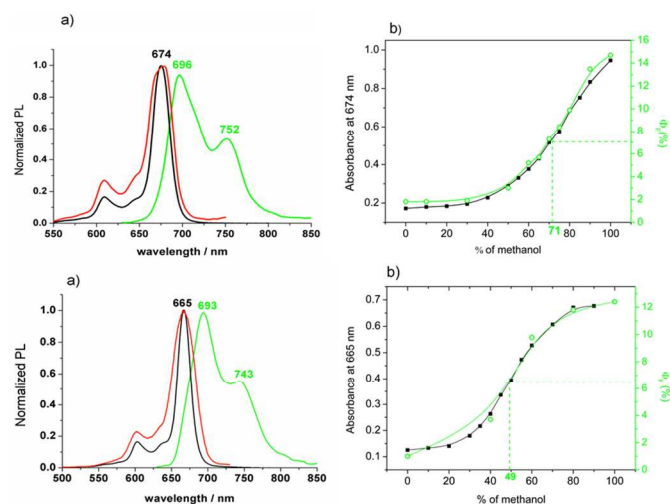 a)
674
696
752
Normalized PL
1.0
0.8
0.6
0.4
0.2
0.0
550 600 650 700 750 800 850
wavelength / nm
b)
Absorbance at 674 nm
1.0
0.8
0.6
0.4
0.2
16
14
12
10
8
6
4
2
0
Φf(%)
71
0 20 40 60 80 100
% of methanol
a)
665
693
743
Normalized PL
1.0
0.8
0.6
0.4
0.2
0.0
500 550 600 650 700 750 800 850
wavelength / nm
b)
Absorbance at 665 nm
0.7
0.6
0.5
0.4
0.3
0.2
0.1
12
10
8
6
4
2
0
Φf (%)
49
0 20 40 60 80 100
% of methanol